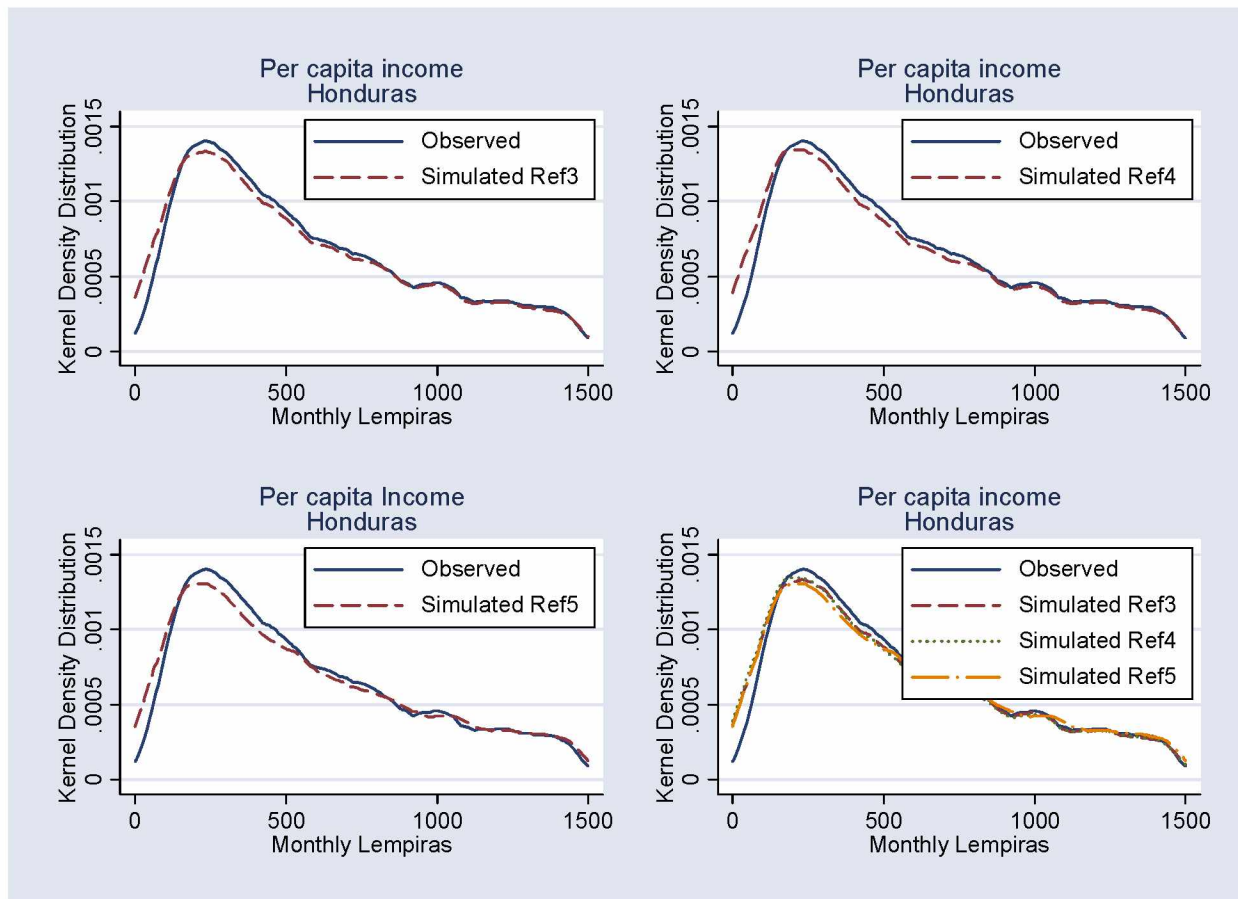 Per capita income
Honduras
Kernel Density Distribution
0 .0005 .001 .0015
Observed
Simulated Ref3
0 500 1000 1500
Monthly Lempiras
Per capita income
Honduras
Kernel Density Distribution
0 .0005 .001 .0015
Observed
Simulated Ref4
0 500 1000 1500
Monthly Lempiras
Per capita Income
Honduras
Kernel Density Distribution
0 .0005 .001 .0015
Observed
Simulated Ref5
0 500 1000 1500
Monthly Lempiras
Per capita income
Honduras
Kernel Density Distribution
0 .0005 .001 .0015
Observed
Simulated Ref3
Simulated Ref4
Simulated Ref5
0 500 1000 1500
Monthly Lempiras